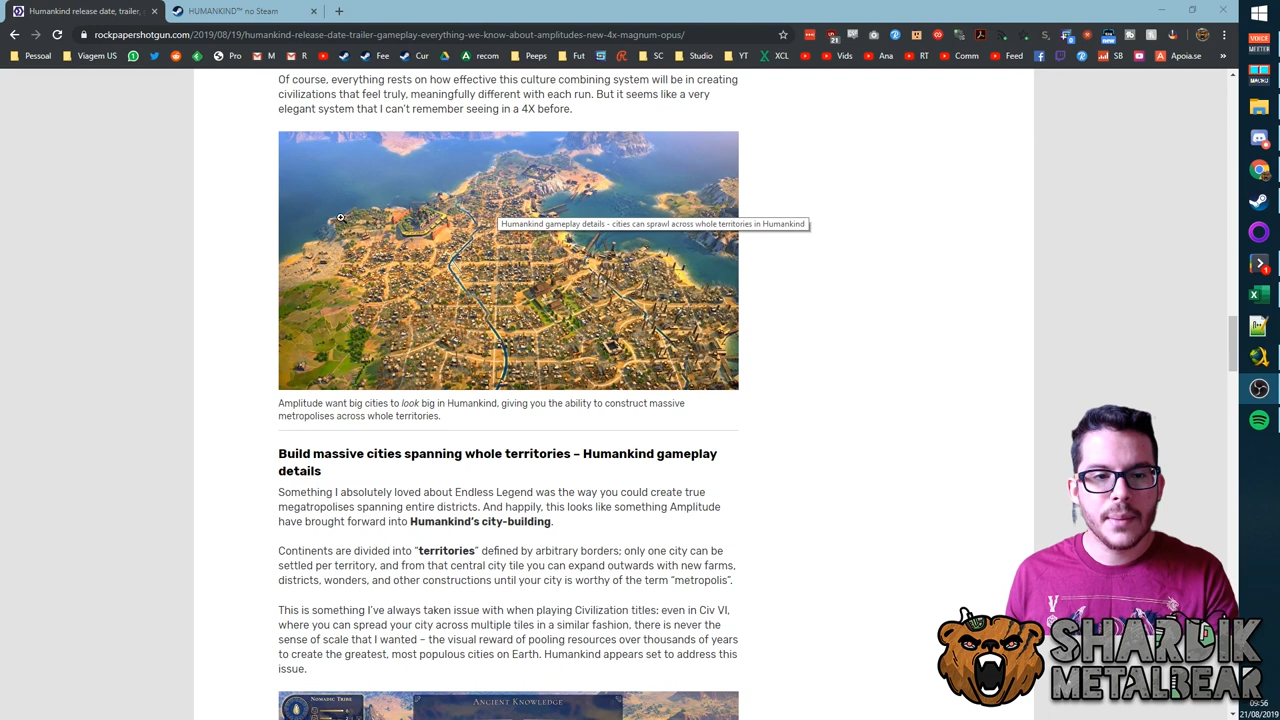 Humankind release date, trailer,
HUMANKIND™ no Steam
rockpapershotgun.com/2019/08/19/humankind-release-date-trailer-gameplay-everything-we-know-about-amplitudes-new-4x-magnum-opus/
Pessoal
Viagem US
M
R
Fee
Cur
Pro
A
recom
Peeps
Fut
SC
Studio
YT
XCL
Vids
Ana
RT
Comm
Feed
SB
Apoia.se
Of course, everything rests on how effective this culture combining system will be in creating
civilizations that feel truly, meaningfully different with each run. But it seems like a very
elegant system that I can't remember seeing in a 4X before.
Humankind gameplay details - cities can sprawl across whole territories in Humankind
Amplitude want big cities to look big in Humankind, giving you the ability to construct massive
metropolises across whole territories.
Build massive cities spanning whole territories – Humankind gameplay
details
Something I absolutely loved about Endless Legend was the way you could create true
megatropolises spanning entire districts. And happily, this looks like something Amplitude
have brought forward into Humankind's city-building.
Continents are divided into “territories” defined by arbitrary borders; only one city can be
settled per territory, and from that central city tile you can expand outwards with new farms,
districts, wonders, and other constructions until your city is worthy of the term “metropolis”.
This is something I've always taken issue with when playing Civilization titles: even in Civ VI,
where you can spread your city across multiple tiles in a similar fashion, there is never the
sense of scale that I wanted – the visual reward of pooling resources over thousands of years
to create the greatest, most populous cities on Earth. Humankind appears set to address this
issue.
NOMADIC TRIBE
ANCIENT KNOWLEDGE
VOICE
MEETER
MACRO
SHARDIK
METALBEAR
09:56
21/08/2019